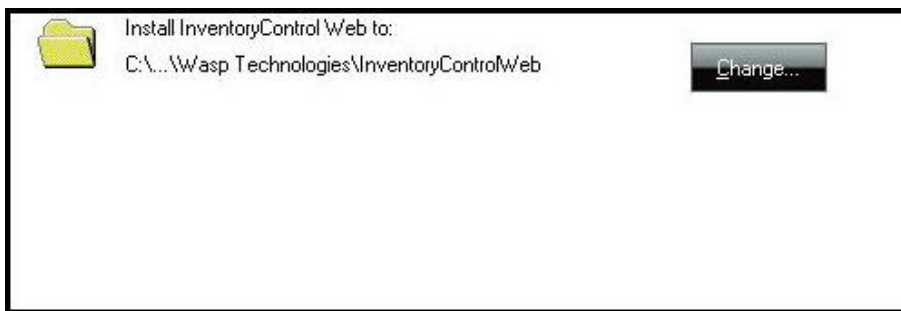 Install InventoryControl Web to:
C:\...\Wasp Technologies\InventoryControlWeb
Change...